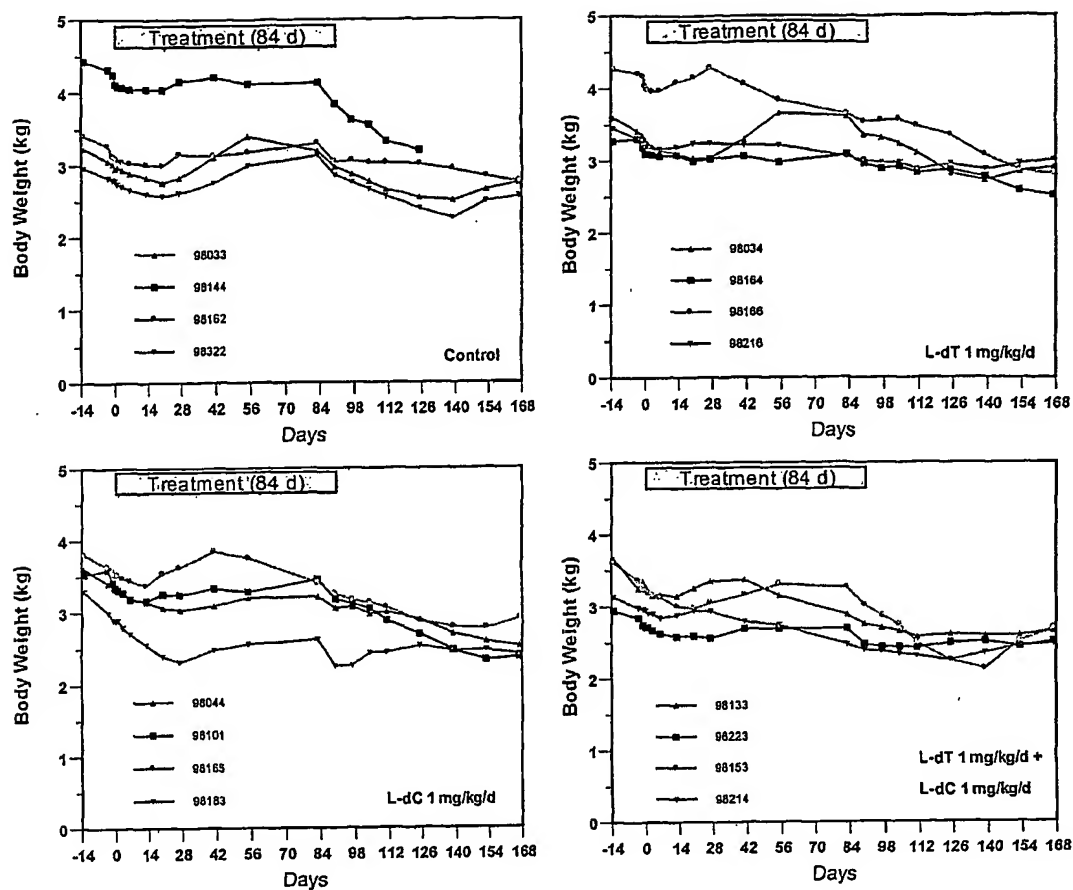 Treatment (84 d)
Body Weight (kg)
5
4
3
2
1
0
98033
98144
98162
98322
Control
-14 0 14 28 42 56 70 84 98 112 126 140 154 168
Days
Treatment (84 d)
Body Weight (kg)
5
4
3
2
1
0
98034
98164
98166
98216
L-dT 1 mg/kg/d
-14 0 14 28 42 56 70 84 98 112 126 140 154 168
Days
Treatment (84 d)
Body Weight (kg)
5
4
3
2
1
0
98044
98101
98165
98183
L-dC 1 mg/kg/d
-14 0 14 28 42 56 70 84 98 112 126 140 154 168
Days
Treatment (84 d)
Body Weight (kg)
5
4
3
2
1
0
98133
98223
98153
98214
L-dT 1 mg/kg/d +
L-dC 1 mg/kg/d
-14 0 14 28 42 56 70 84 98 112 126 140 154 168
Days